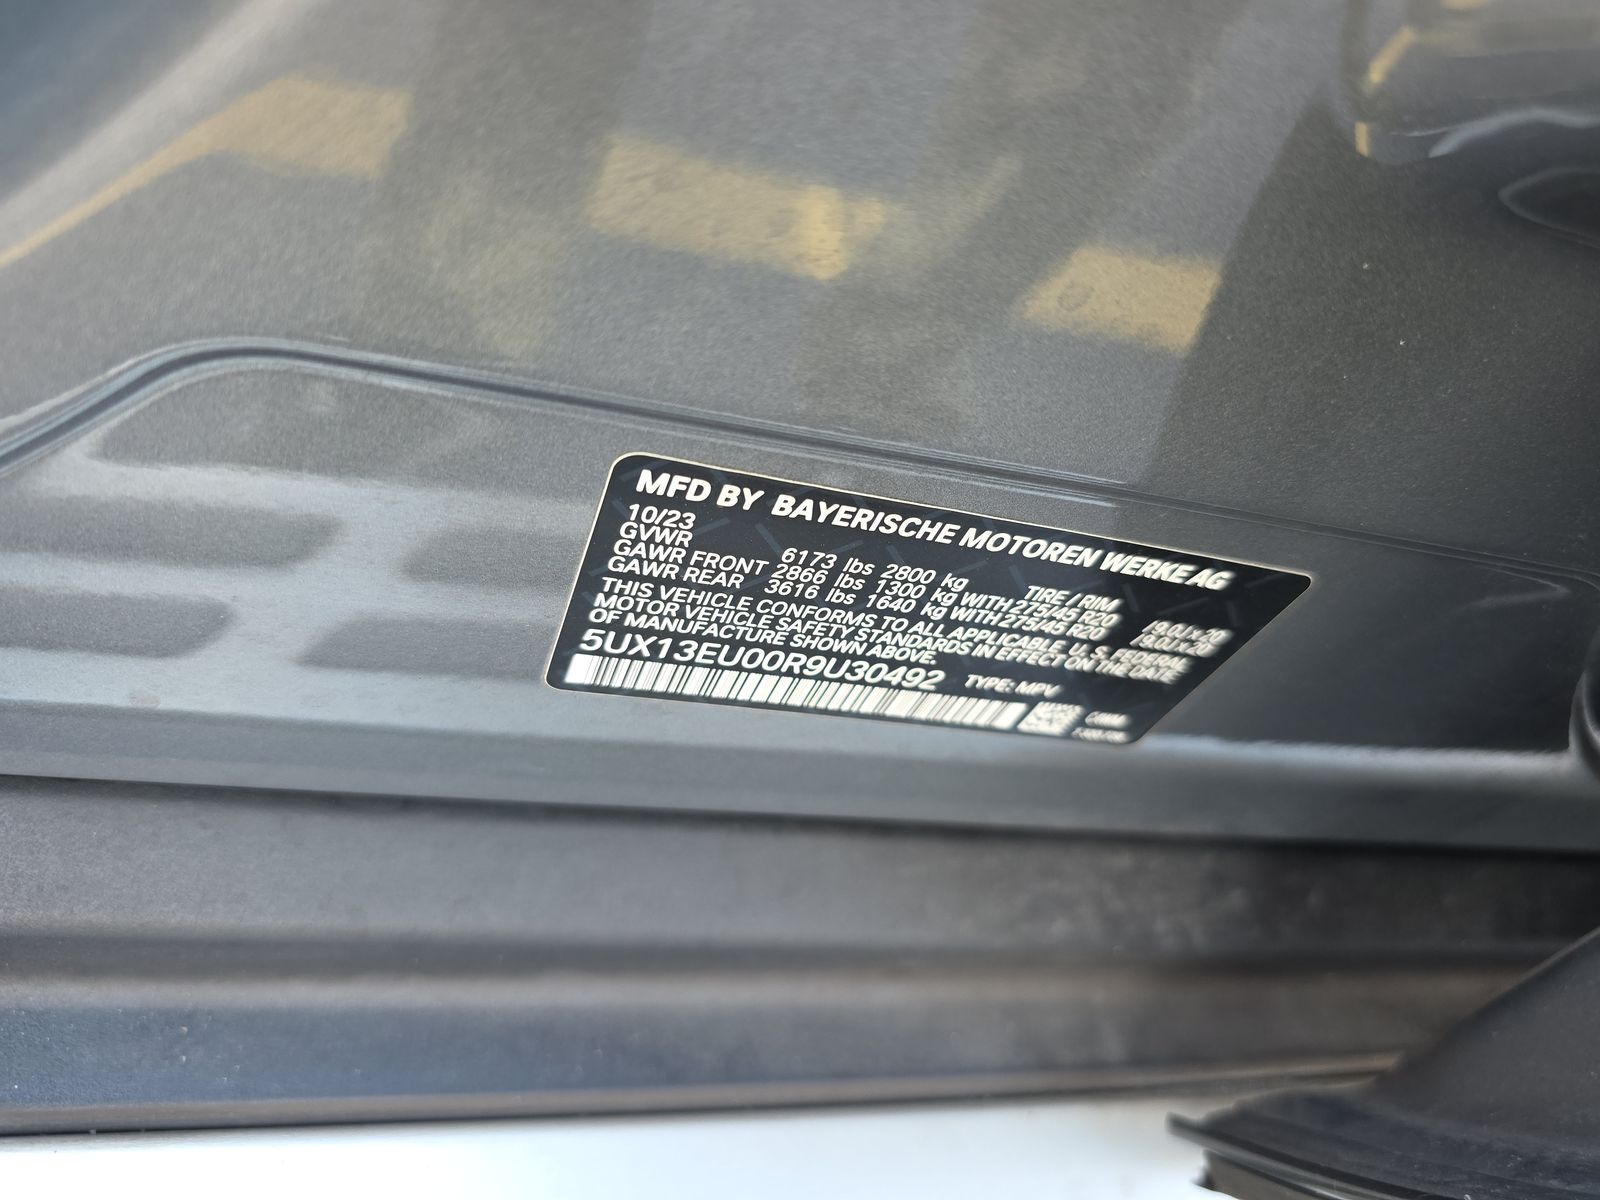 MFD BY BAYERISCHE MOTOREN WERKE AG
10/23
GVWR 6173 lbs 2800 kg TIRE / RIM
GAWR FRONT 2866 lbs 1300 kg WITH 275/45 R20 19.0Jx20
GAWR REAR 3616 lbs 1640 kg WITH 275/45 R20
THIS VEHICLE CONFORMS TO ALL APPLICABLE U. S. FEDERAL
MOTOR VEHICLE SAFETY STANDARDS IN EFFECT ON THE DATE
OF MANUFACTURE SHOWN ABOVE.
5UX13EU00R9U30492 TYPE: MPV